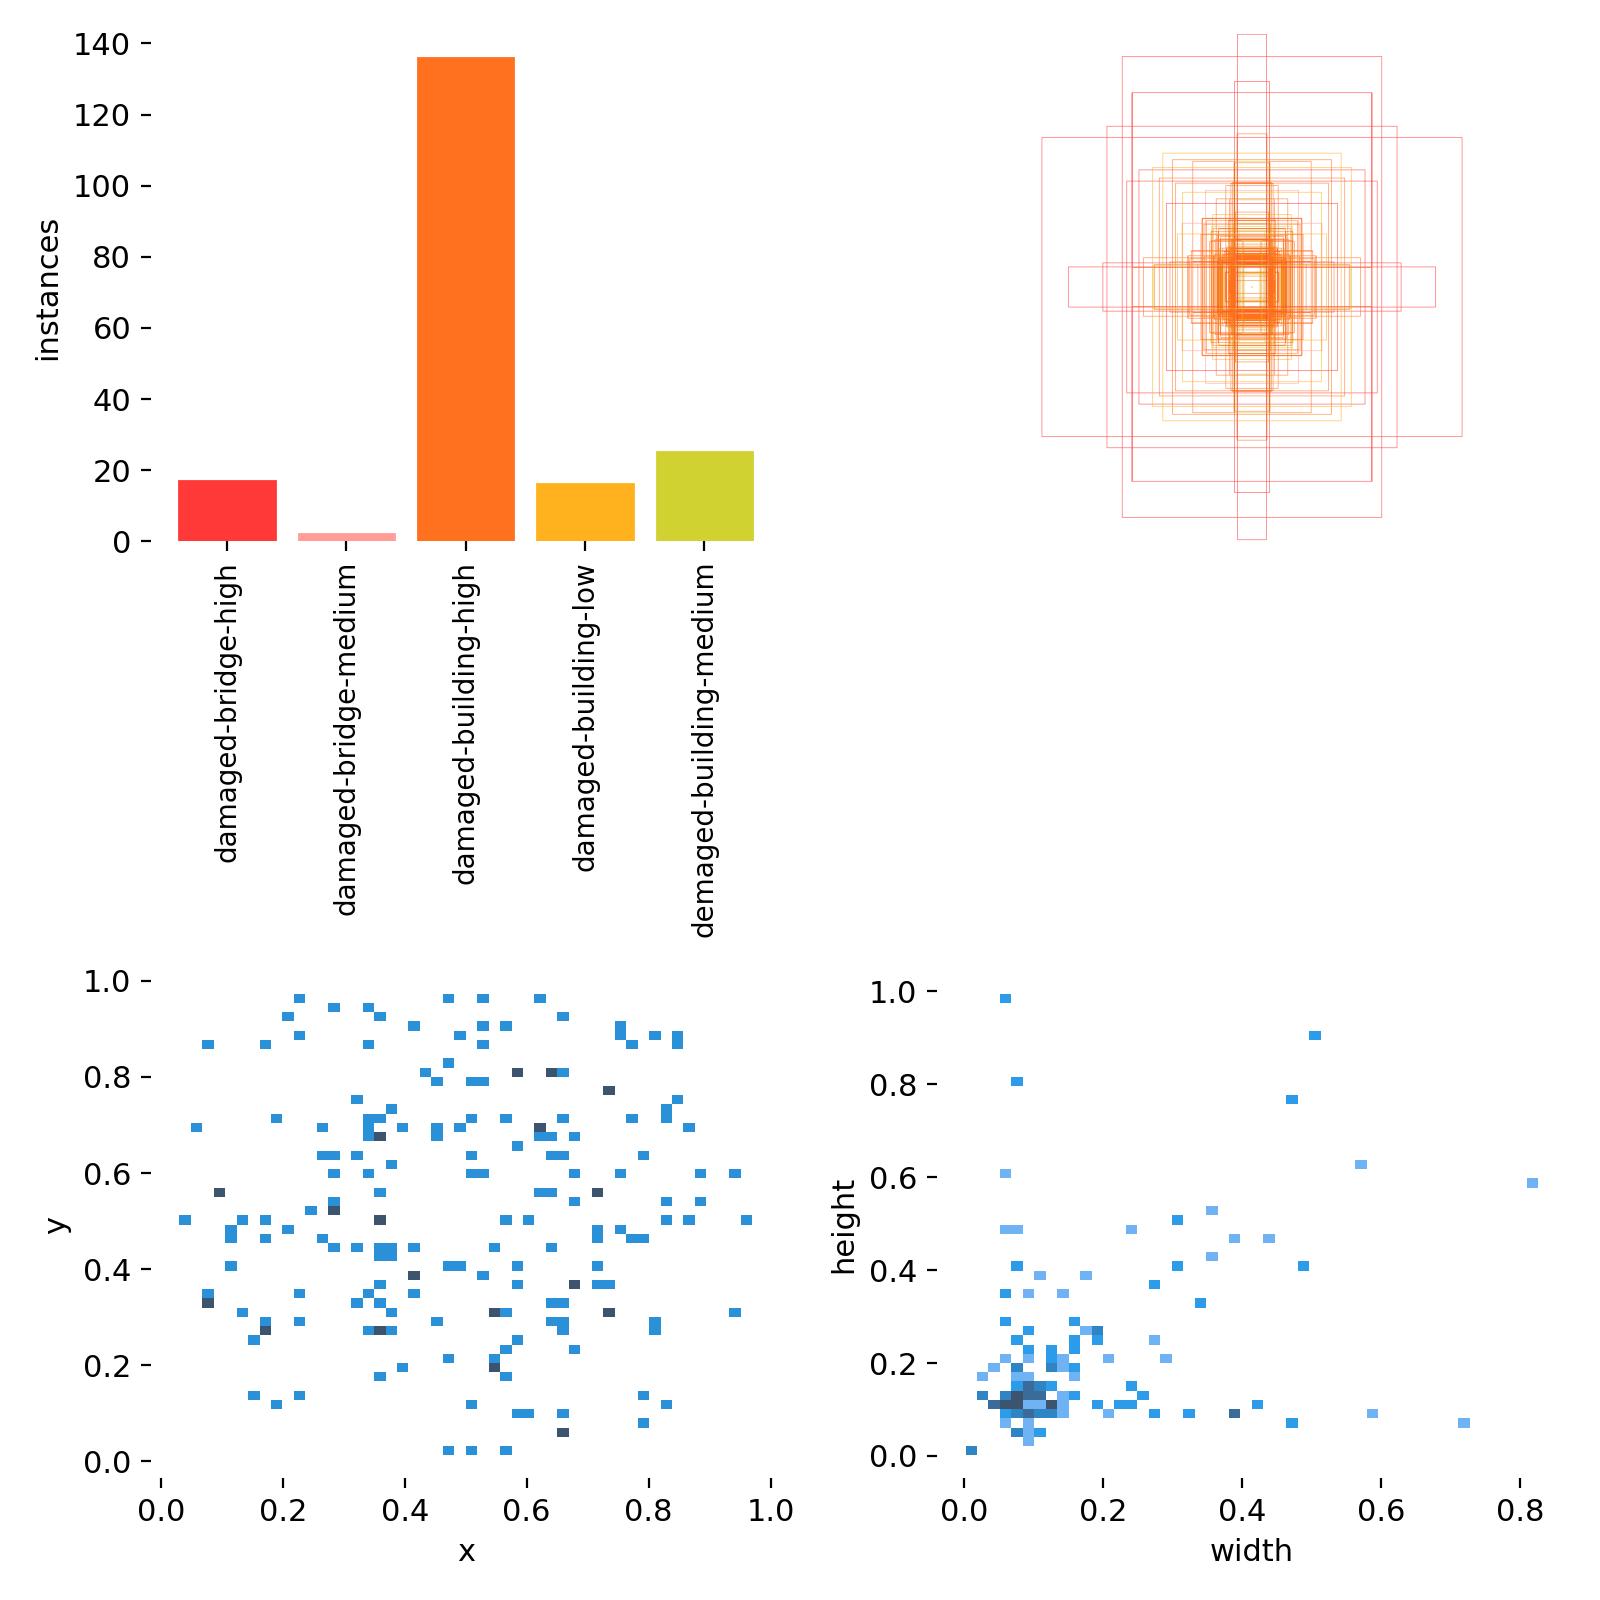 140
120
100
80
60
40
20
0
instances
damaged-bridge-high
damaged-bridge-medium
damaged-building-high
damaged-building-low
demaged-building-medium
1.0
0.8
0.6
0.4
0.2
0.0
y
0.0 0.2 0.4 0.6 0.8 1.0
x
1.0
0.8
0.6
0.4
0.2
0.0
height
0.0 0.2 0.4 0.6 0.8
width